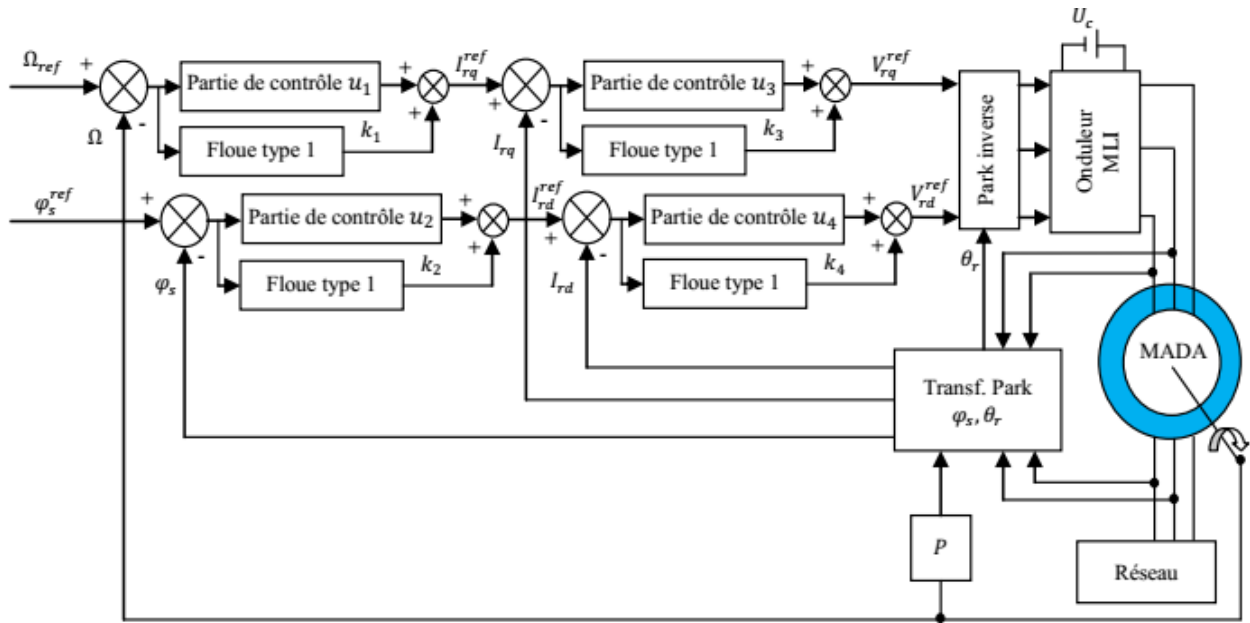 U_c
Ω_ref
+
-
Ω
Partie de contrôle u_1
Floue type 1
k_1
+
+
I_rq^ref
+
-
I_rq
Partie de contrôle u_3
Floue type 1
k_3
+
+
V_rq^ref
Park inverse
Onduleur
MLI
φ_s^ref
+
-
φ_s
Partie de contrôle u_2
Floue type 1
k_2
+
+
I_rd^ref
+
-
I_rd
Partie de contrôle u_4
Floue type 1
k_4
+
+
V_rd^ref
θ_r
MADA
Transf. Park
φ_s, θ_r
P
Réseau